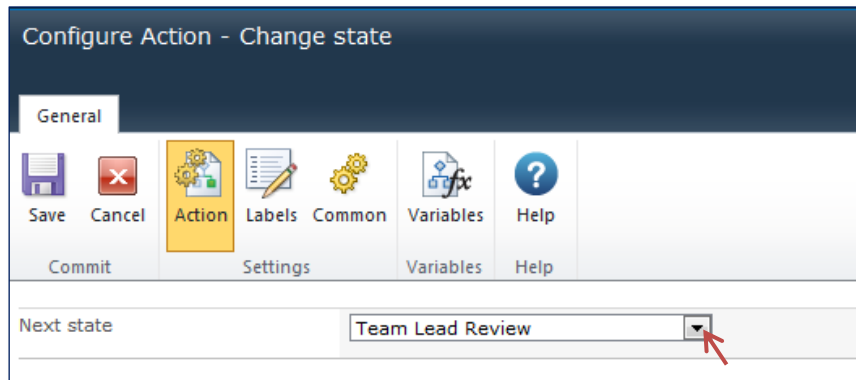 Configure Action - Change state
General
Save Cancel Action Labels Common Variables Help
Commit Settings Variables Help
Next state Team Lead Review